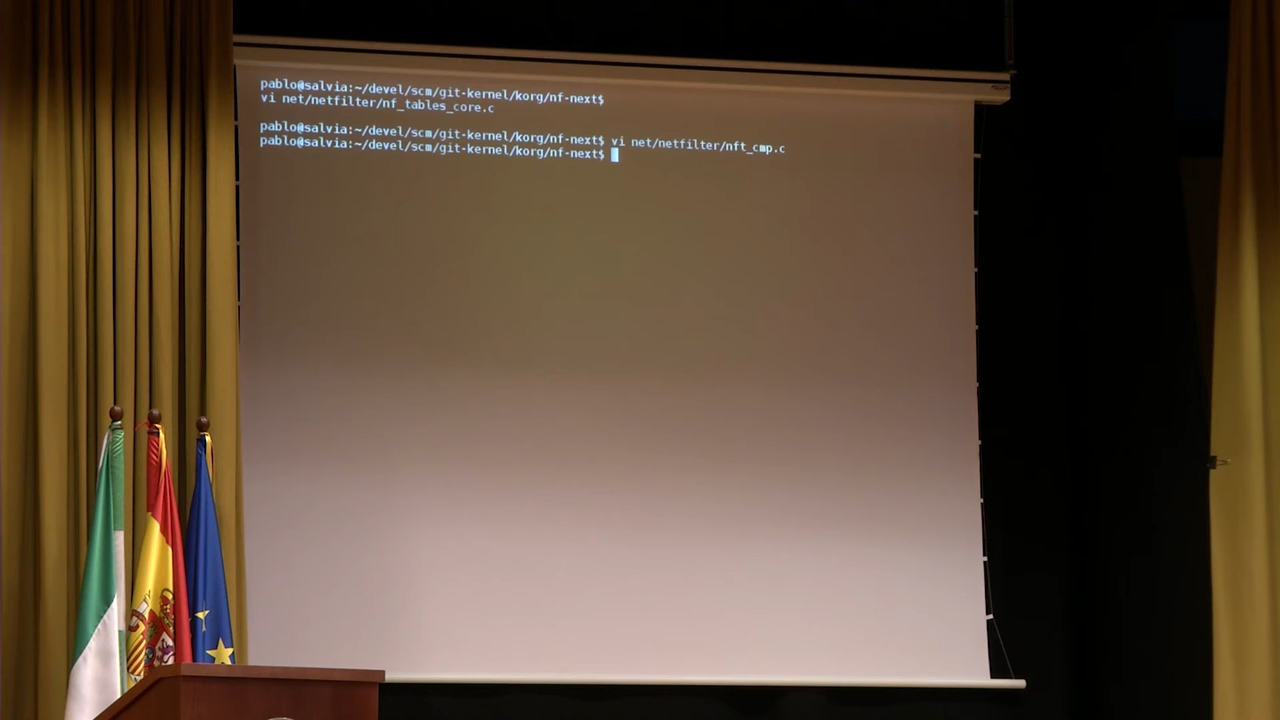 pablo@salvia:~/devel/scm/git-kernel/korg/nf-next$
vi net/netfilter/nf_tables_core.c
pablo@salvia:~/devel/scm/git-kernel/korg/nf-next$ vi net/netfilter/nft_cmp.c
pablo@salvia:~/devel/scm/git-kernel/korg/nf-next$